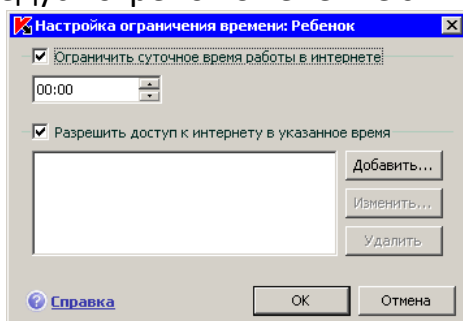 Настройка ограничения времени: Ребенок
Ограничить суточное время работы в интернете
00:00
Разрешить доступ к интернету в указанное время
Добавить...
Изменить...
Удалить
Справка
OK
Отмена